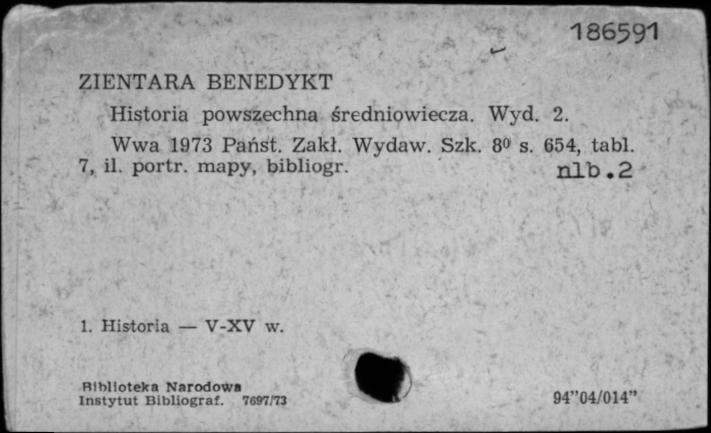 186591
ZIENTARA BENEDYKT
Historia powszechna średniowiecza. Wyd. 2.
Wwa 1973 Państ. Zakł. Wydaw. Szk. 8⁰ s. 654, tabl.
7, il. portr. mapy, bibliogr. nlb.2
1. Historia — V-XV w.
Biblioteka Narodowa
Instytut Bibliograf. 7697/73
94"04/014"